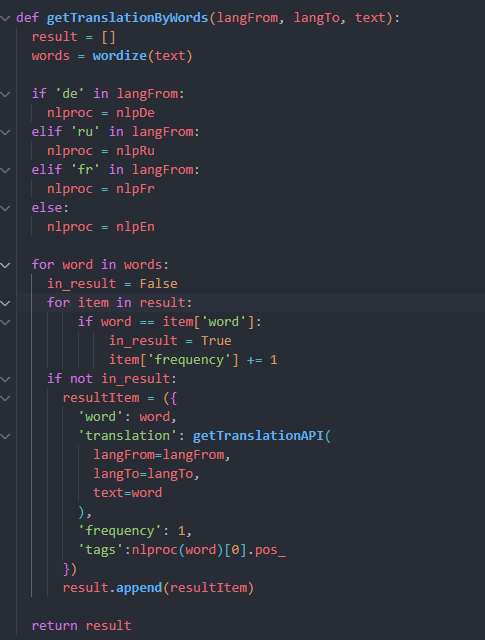 def getTranslationByWords(langFrom, langTo, text):
  result = []
  words = wordize(text)

  if 'de' in langFrom:
    nlproc = nlpDe
  elif 'ru' in langFrom:
    nlproc = nlpRu
  elif 'fr' in langFrom:
    nlproc = nlpFr
  else:
    nlproc = nlpEn

  for word in words:
    in_result = False
    for item in result:
        if word == item['word']:
            in_result = True
            item['frequency'] += 1
    if not in_result:
      resultItem = ({
        'word': word,
        'translation': getTranslationAPI(
          langFrom=langFrom,
          langTo=langTo,
          text=word
        ),
        'frequency': 1,
        'tags':nlproc(word)[0].pos_
      })
      result.append(resultItem)

  return result